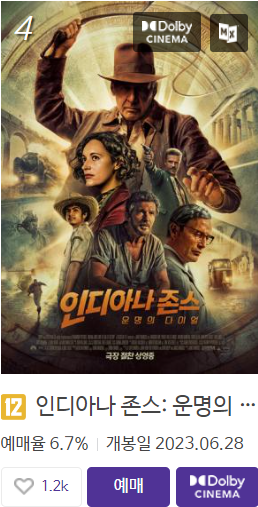 4
Dolby
CINEMA
MX
인디아나 존스
운명의 다이얼
극장 절찬 상영중
12 인디아나 존스: 운명의 …
예매율 6.7% | 개봉일 2023.06.28
1.2k 예매 Dolby
CINEMA